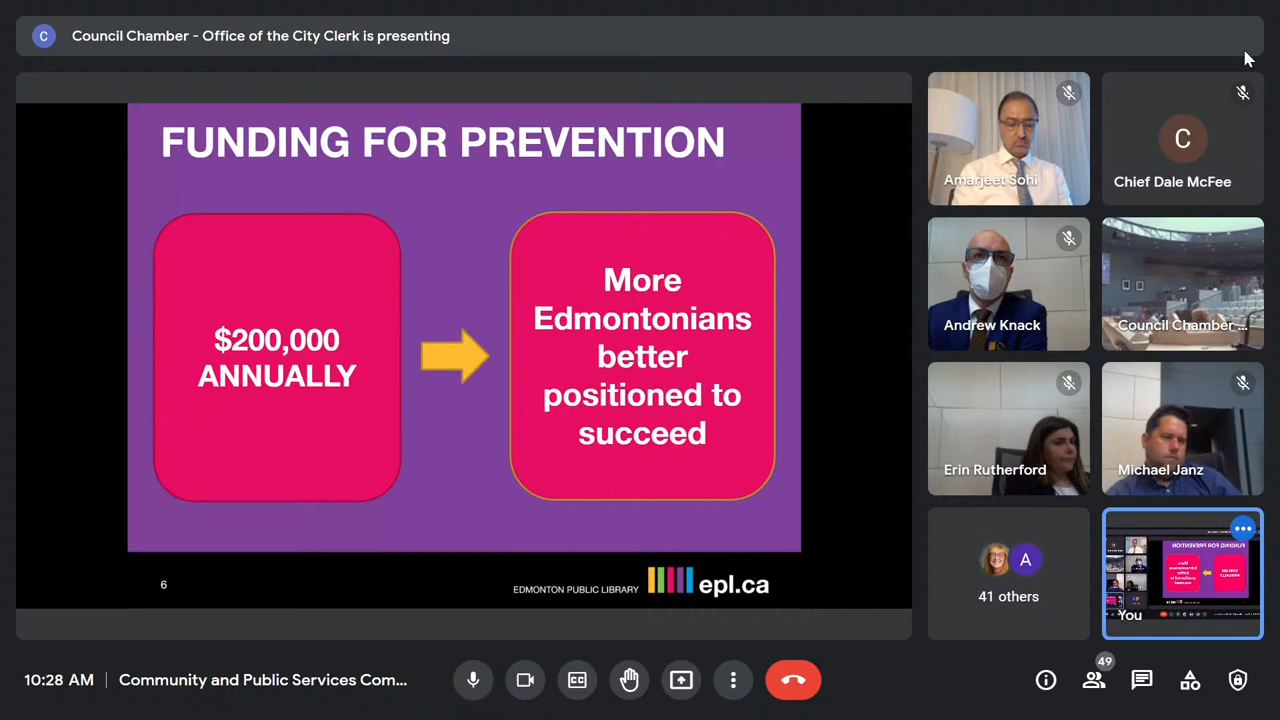 C
Council Chamber - Office of the City Clerk is presenting
FUNDING FOR PREVENTION
$200,000
ANNUALLY
More
Edmontonians
better
positioned to
succeed
6
EDMONTON PUBLIC LIBRARY
epl.ca
Amarjeet Sohi
C
Chief Dale McFee
Andrew Knack
Council Chamber - ...
Erin Rutherford
Michael Janz
A
41 others
You
10:28 AM
Community and Public Services Com...
49